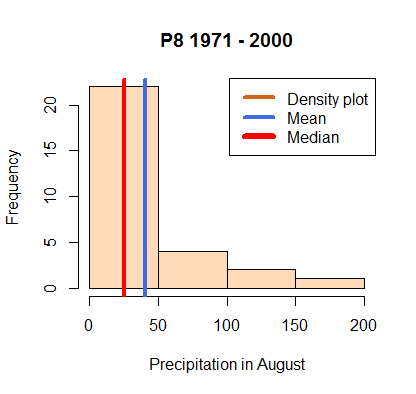 P8 1971 - 2000
Density plot
Mean
Median
Frequency
20
15
10
5
0
0 50 100 150 200
Precipitation in August